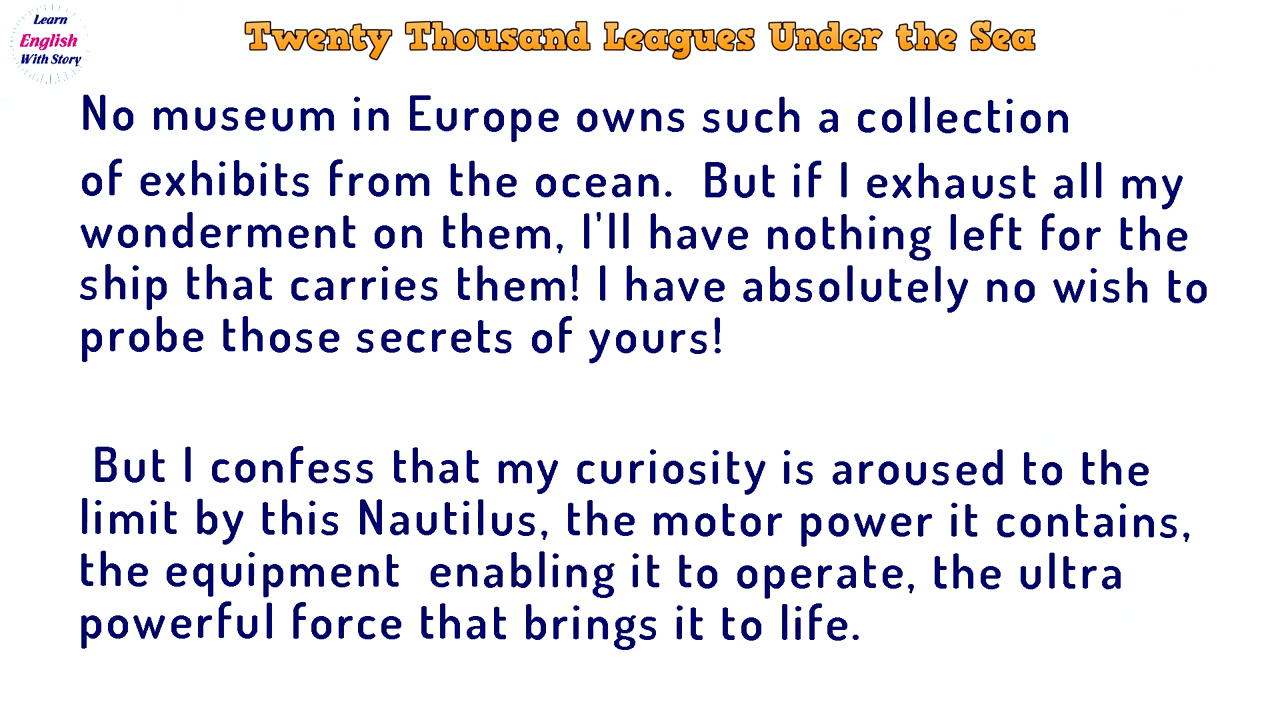 Learn
English
With Story
Twenty Thousand Leagues Under the Sea
No museum in Europe owns such a collection
of exhibits from the ocean.  But if I exhaust all my
wonderment on them, I'll have nothing left for the
ship that carries them! I have absolutely no wish to
probe those secrets of yours!
But I confess that my curiosity is aroused to the
limit by this Nautilus, the motor power it contains,
the equipment  enabling it to operate, the ultra
powerful force that brings it to life.